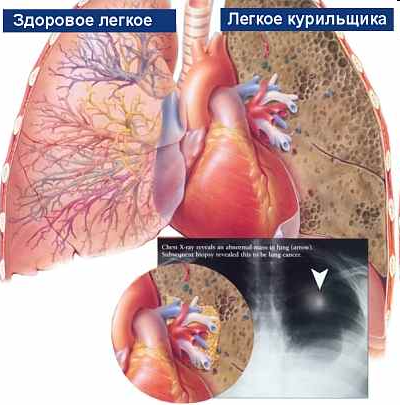 Здоровое легкое
Легкое курильщика
Chest X-ray reveals an abnormal mass in lung (arrow).
Subsequent biopsy revealed this to be lung cancer.